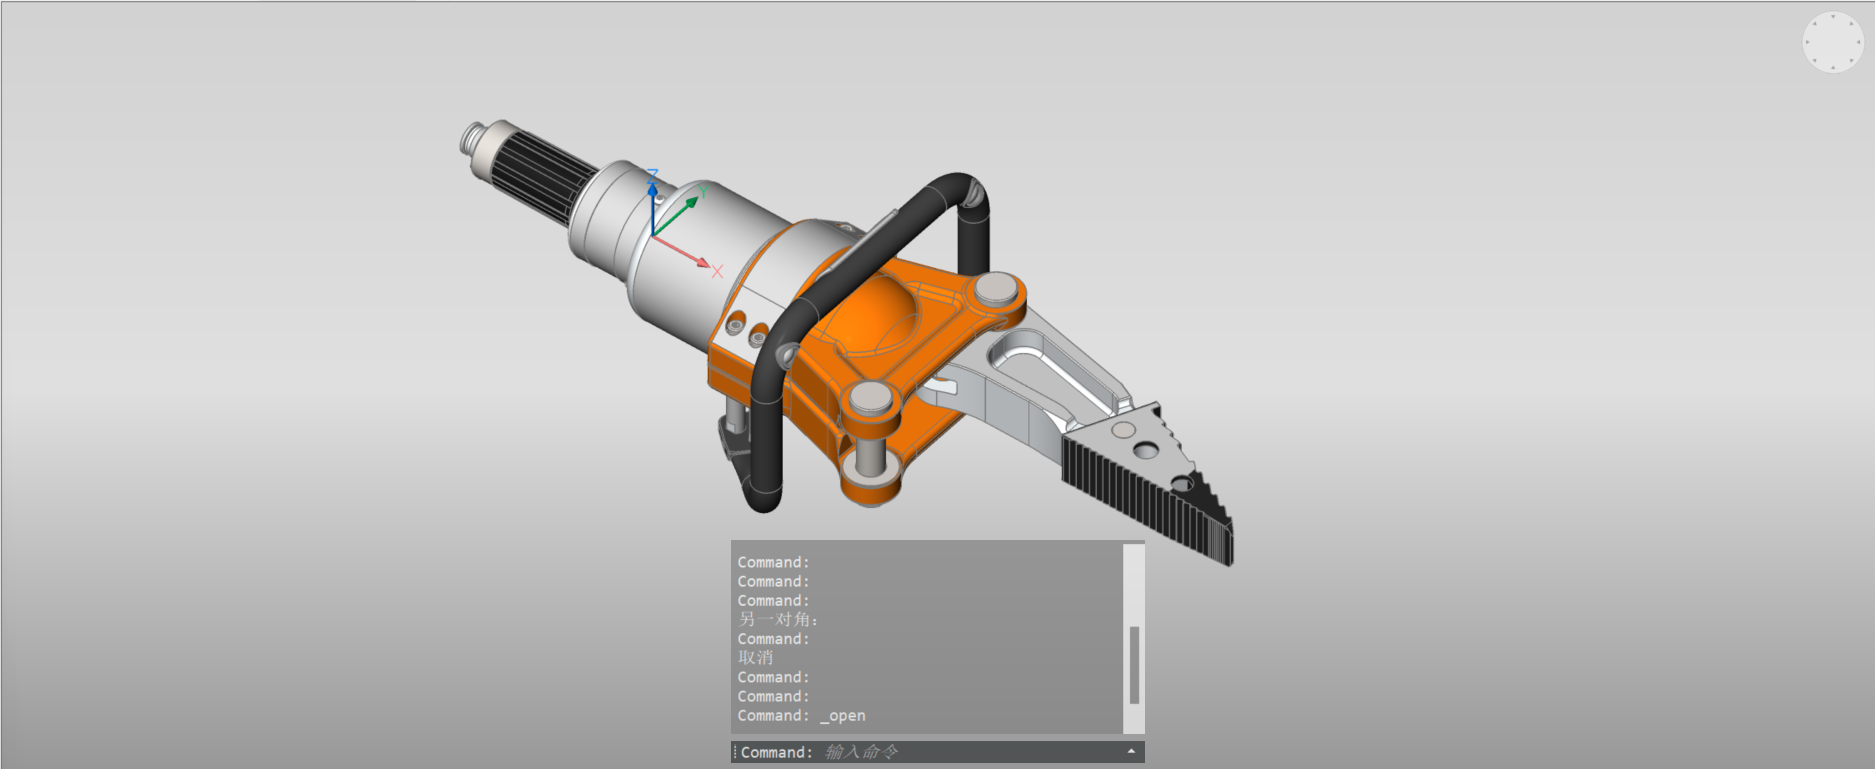 Z
Y
X
Command:
Command:
Command:
另一对角:
Command:
取消
Command:
Command:
Command: _open
Command: 输入命令